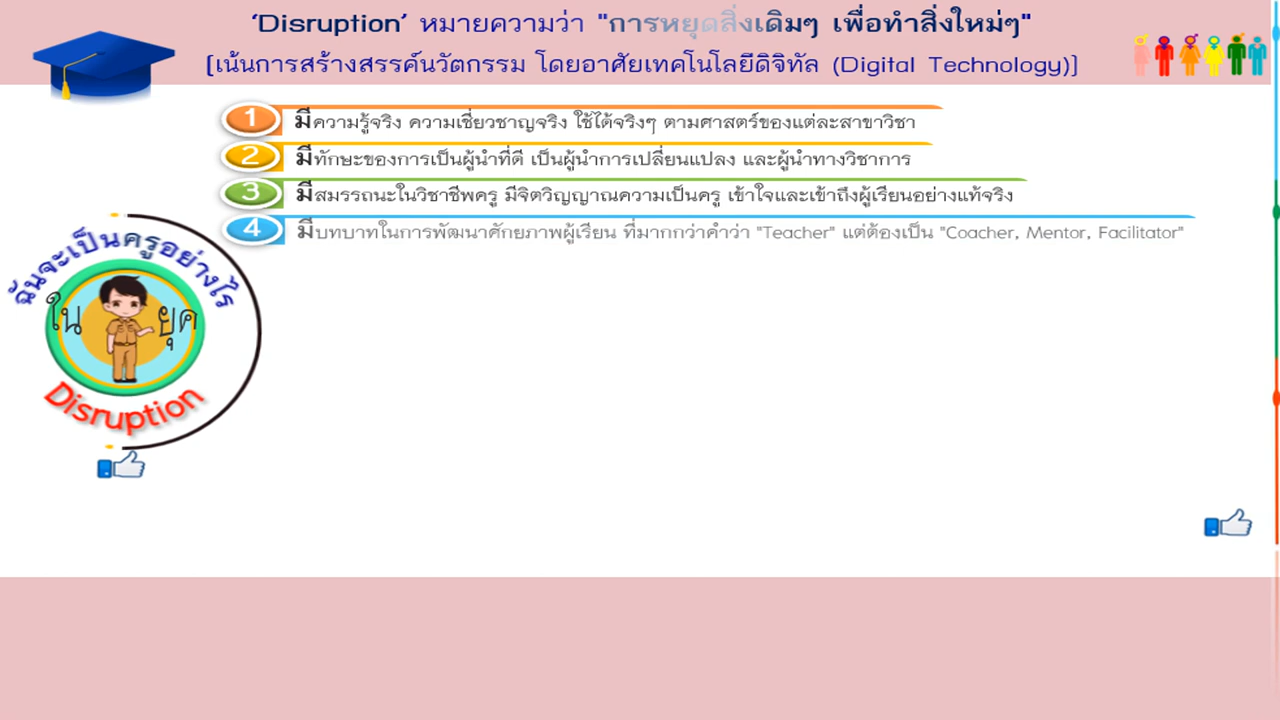 ‘Disruption’ หมายความว่า "การหยุดสิ่งเดิมๆ เพื่อทำสิ่งใหม่ๆ"
[เน้นการสร้างสรรค์นวัตกรรม โดยอาศัยเทคโนโลยีดิจิทัล (Digital Technology)]
1 มีความรู้จริง ความเชี่ยวชาญจริง ใช้ได้จริงๆ ตามศาสตร์ของแต่ละสาขาวิชา
2 มีทักษะของการเป็นผู้นำที่ดี เป็นผู้นำการเปลี่ยนแปลง และผู้นำทางวิชาการ
3 มีสมรรถนะในวิชาชีพครู มีจิตวิญญาณความเป็นครู เข้าใจและเข้าถึงผู้เรียนอย่างแท้จริง
4 มีบทบาทในการพัฒนาศักยภาพผู้เรียน ที่มากกว่าคำว่า "Teacher" แต่ต้องเป็น "Coacher, Mentor, Facilitator"
ฉันจะเป็นครูอย่างไร
ใน ยุค
Disruption